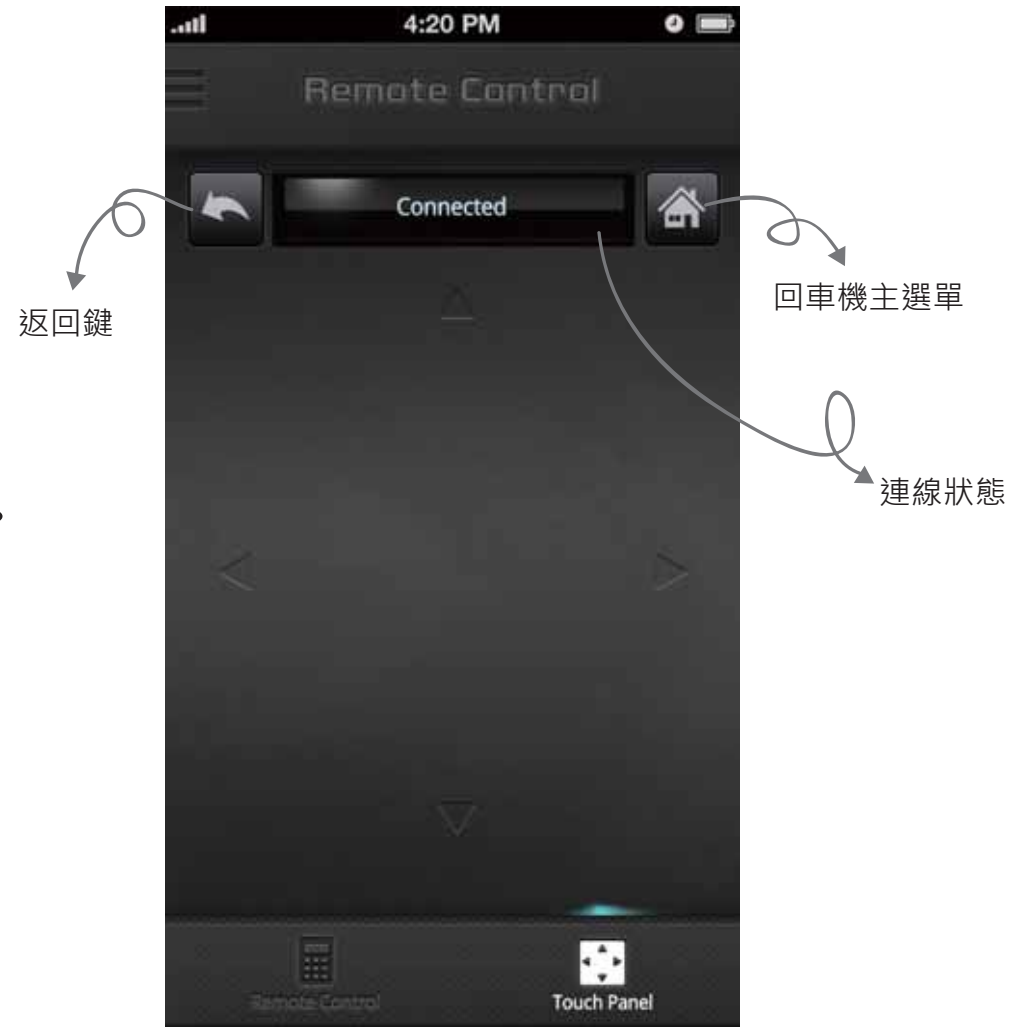 4:20 PM
Remote Control
Connected
返回鍵
回車機主選單
連線狀態
Remote Control
Touch Panel